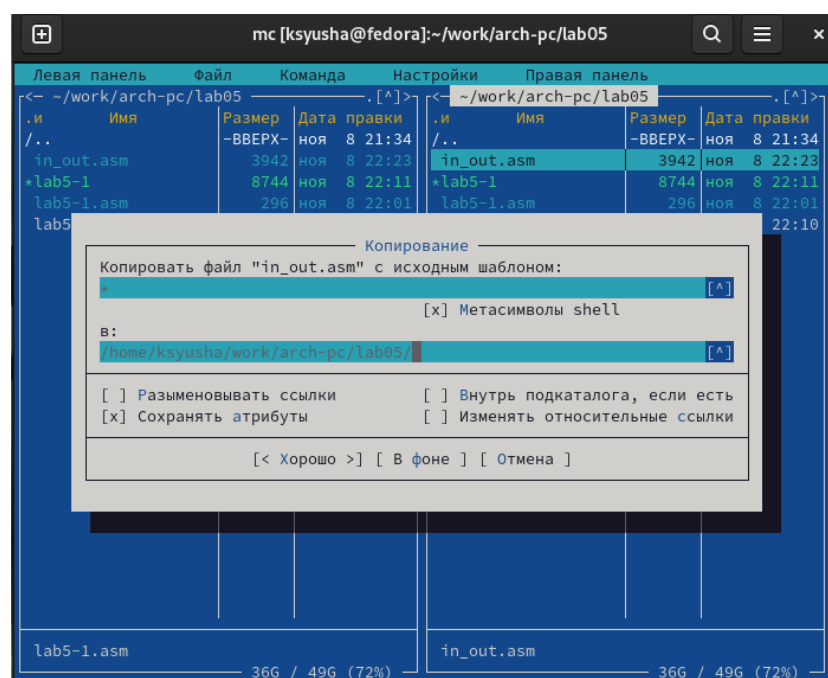 mc [ksyusha@fedora]:~/work/arch-pc/lab05
Левая панель Файл Команда Настройки Правая панель
<— ~/work/arch-pc/lab05 .[^]> <— ~/work/arch-pc/lab05 .[^]>
.и Имя Размер Дата правки .и Имя Размер Дата правки
/.. -ВВЕРХ- ноя 8 21:34 /.. -ВВЕРХ- ноя 8 21:34
in_out.asm 3942 ноя 8 22:23 in_out.asm 3942 ноя 8 22:23
*lab5-1 8744 ноя 8 22:11 *lab5-1 8744 ноя 8 22:11
lab5-1.asm 296 ноя 8 22:01 lab5-1.asm 296 ноя 8 22:01
lab5 22:10
Копирование
Копировать файл "in_out.asm" с исходным шаблоном:
* [^]
[x] Метасимволы shell
в:
/home/ksyusha/work/arch-pc/lab05/ [^]
[ ] Разыменовывать ссылки [ ] Внутрь подкаталога, если есть
[x] Сохранять атрибуты [ ] Изменять относительные ссылки
[< Хорошо >] [ В фоне ] [ Отмена ]
lab5-1.asm in_out.asm
36G / 49G (72%) 36G / 49G (72%)